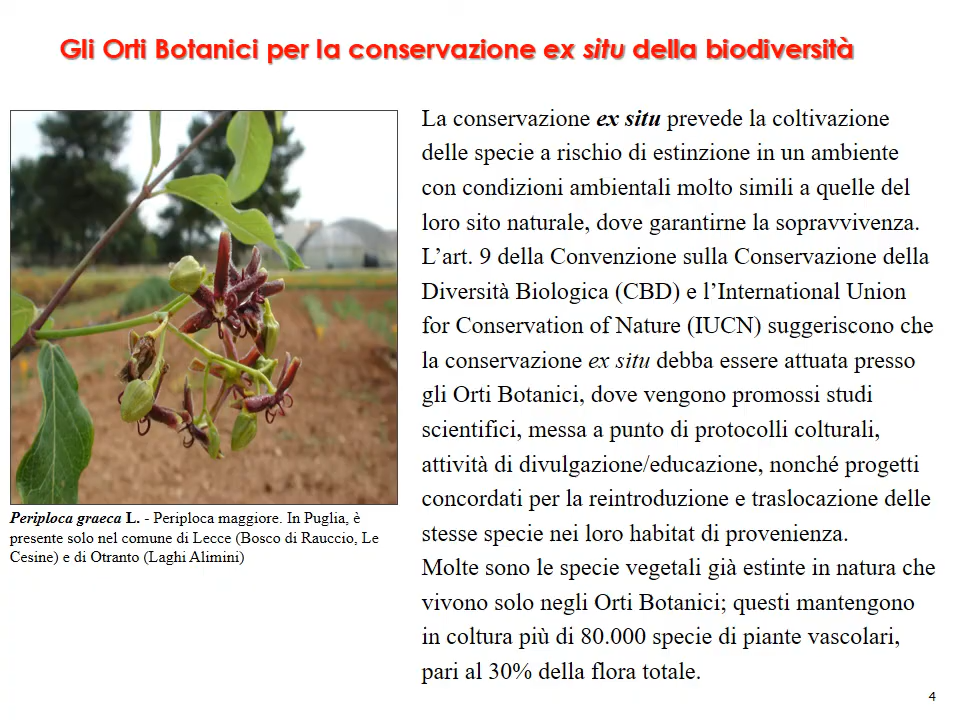 Gli Orti Botanici per la conservazione ex situ della biodiversità
La conservazione ex situ prevede la coltivazione
delle specie a rischio di estinzione in un ambiente
con condizioni ambientali molto simili a quelle del
loro sito naturale, dove garantirne la sopravvivenza.
L’art. 9 della Convenzione sulla Conservazione della
Diversità Biologica (CBD) e l’International Union
for Conservation of Nature (IUCN) suggeriscono che
la conservazione ex situ debba essere attuata presso
gli Orti Botanici, dove vengono promossi studi
scientifici, messa a punto di protocolli colturali,
attività di divulgazione/educazione, nonché progetti
concordati per la reintroduzione e traslocazione delle
stesse specie nei loro habitat di provenienza.
Molte sono le specie vegetali già estinte in natura che
vivono solo negli Orti Botanici; questi mantengono
in coltura più di 80.000 specie di piante vascolari,
pari al 30% della flora totale.
Periploca graeca L. - Periploca maggiore. In Puglia, è
presente solo nel comune di Lecce (Bosco di Rauccio, Le
Cesine) e di Otranto (Laghi Alimini)
4